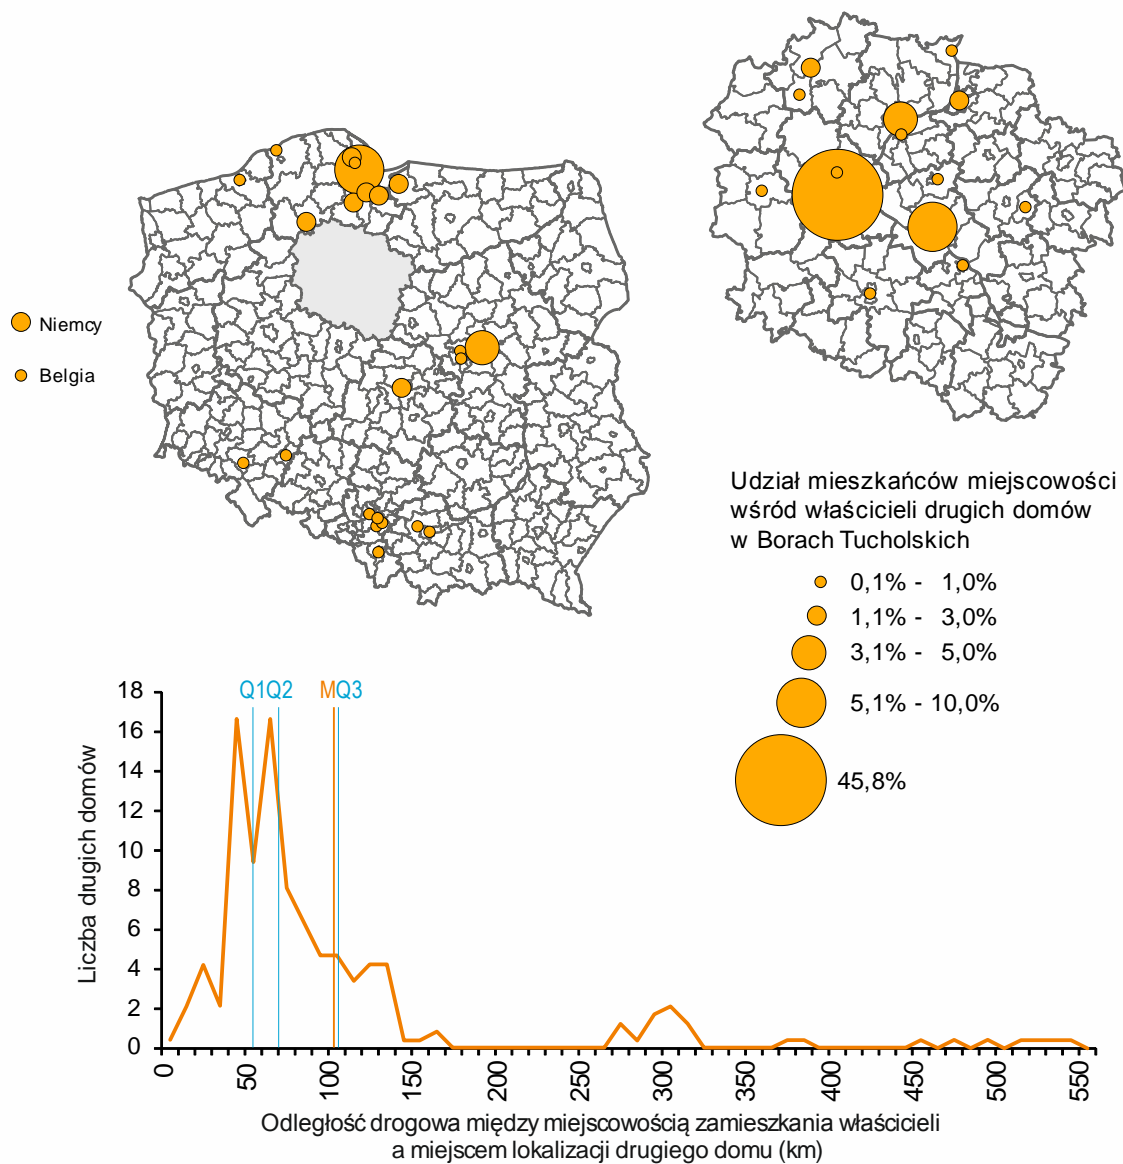 Niemcy
Belgia
Udział mieszkańców miejscowości
wśród właścicieli drugich domów
w Borach Tucholskich
0,1% - 1,0%
1,1% - 3,0%
3,1% - 5,0%
5,1% - 10,0%
45,8%
Q1 Q2 M Q3
Liczba drugich domów
18
16
14
12
10
8
6
4
2
0
0 50 100 150 200 250 300 350 400 450 500 550
Odległość drogowa między miejscowością zamieszkania właścicieli
a miejscem lokalizacji drugiego domu (km)